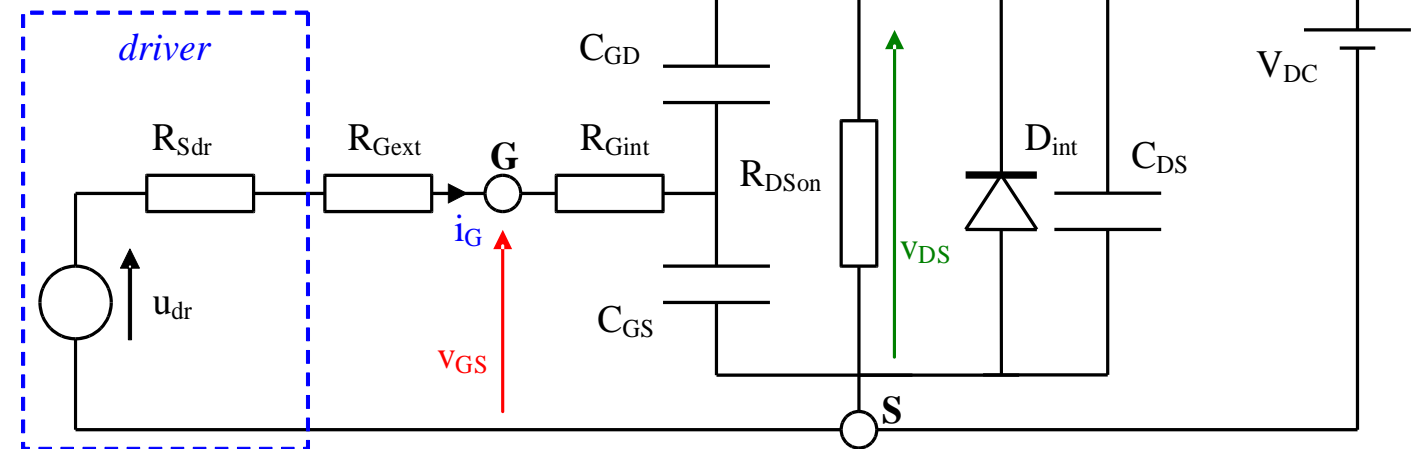 driver
C_GD
V_DC
R_Sdr
R_Gext
G
R_Gint
R_DSon
D_int
C_DS
i_G
v_DS
u_dr
C_GS
v_GS
S